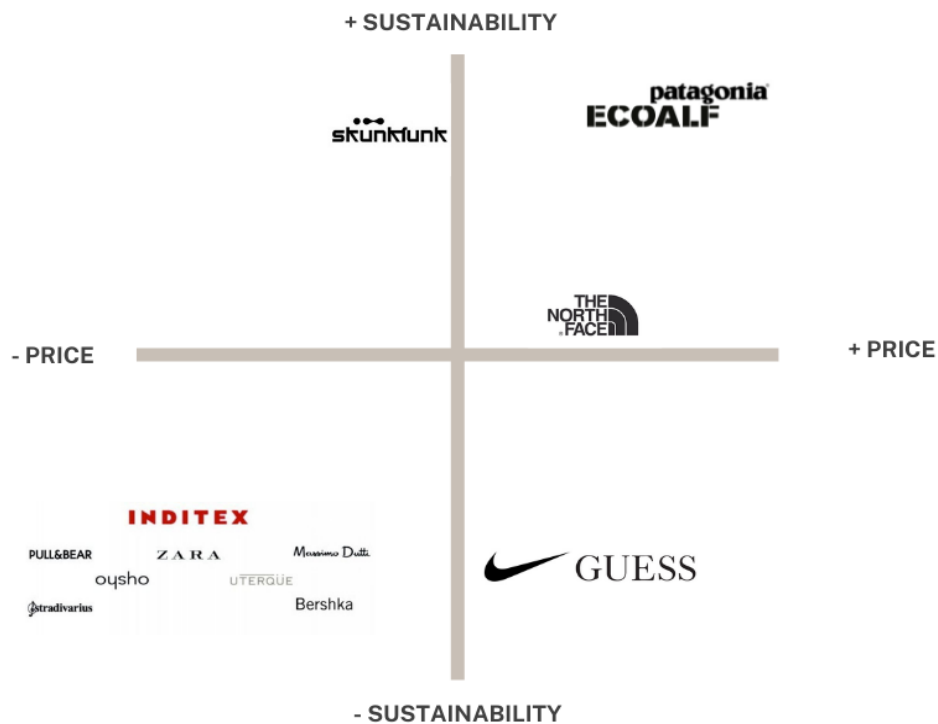 + SUSTAINABILITY
patagonia
ECOALF
skunkfunk
THE
NORTH
FACE
- PRICE
+ PRICE
INDITEX
PULL&BEAR ZARA Massimo Dutti
oysho UTERQÜE
stradivarius Bershka
GUESS
- SUSTAINABILITY